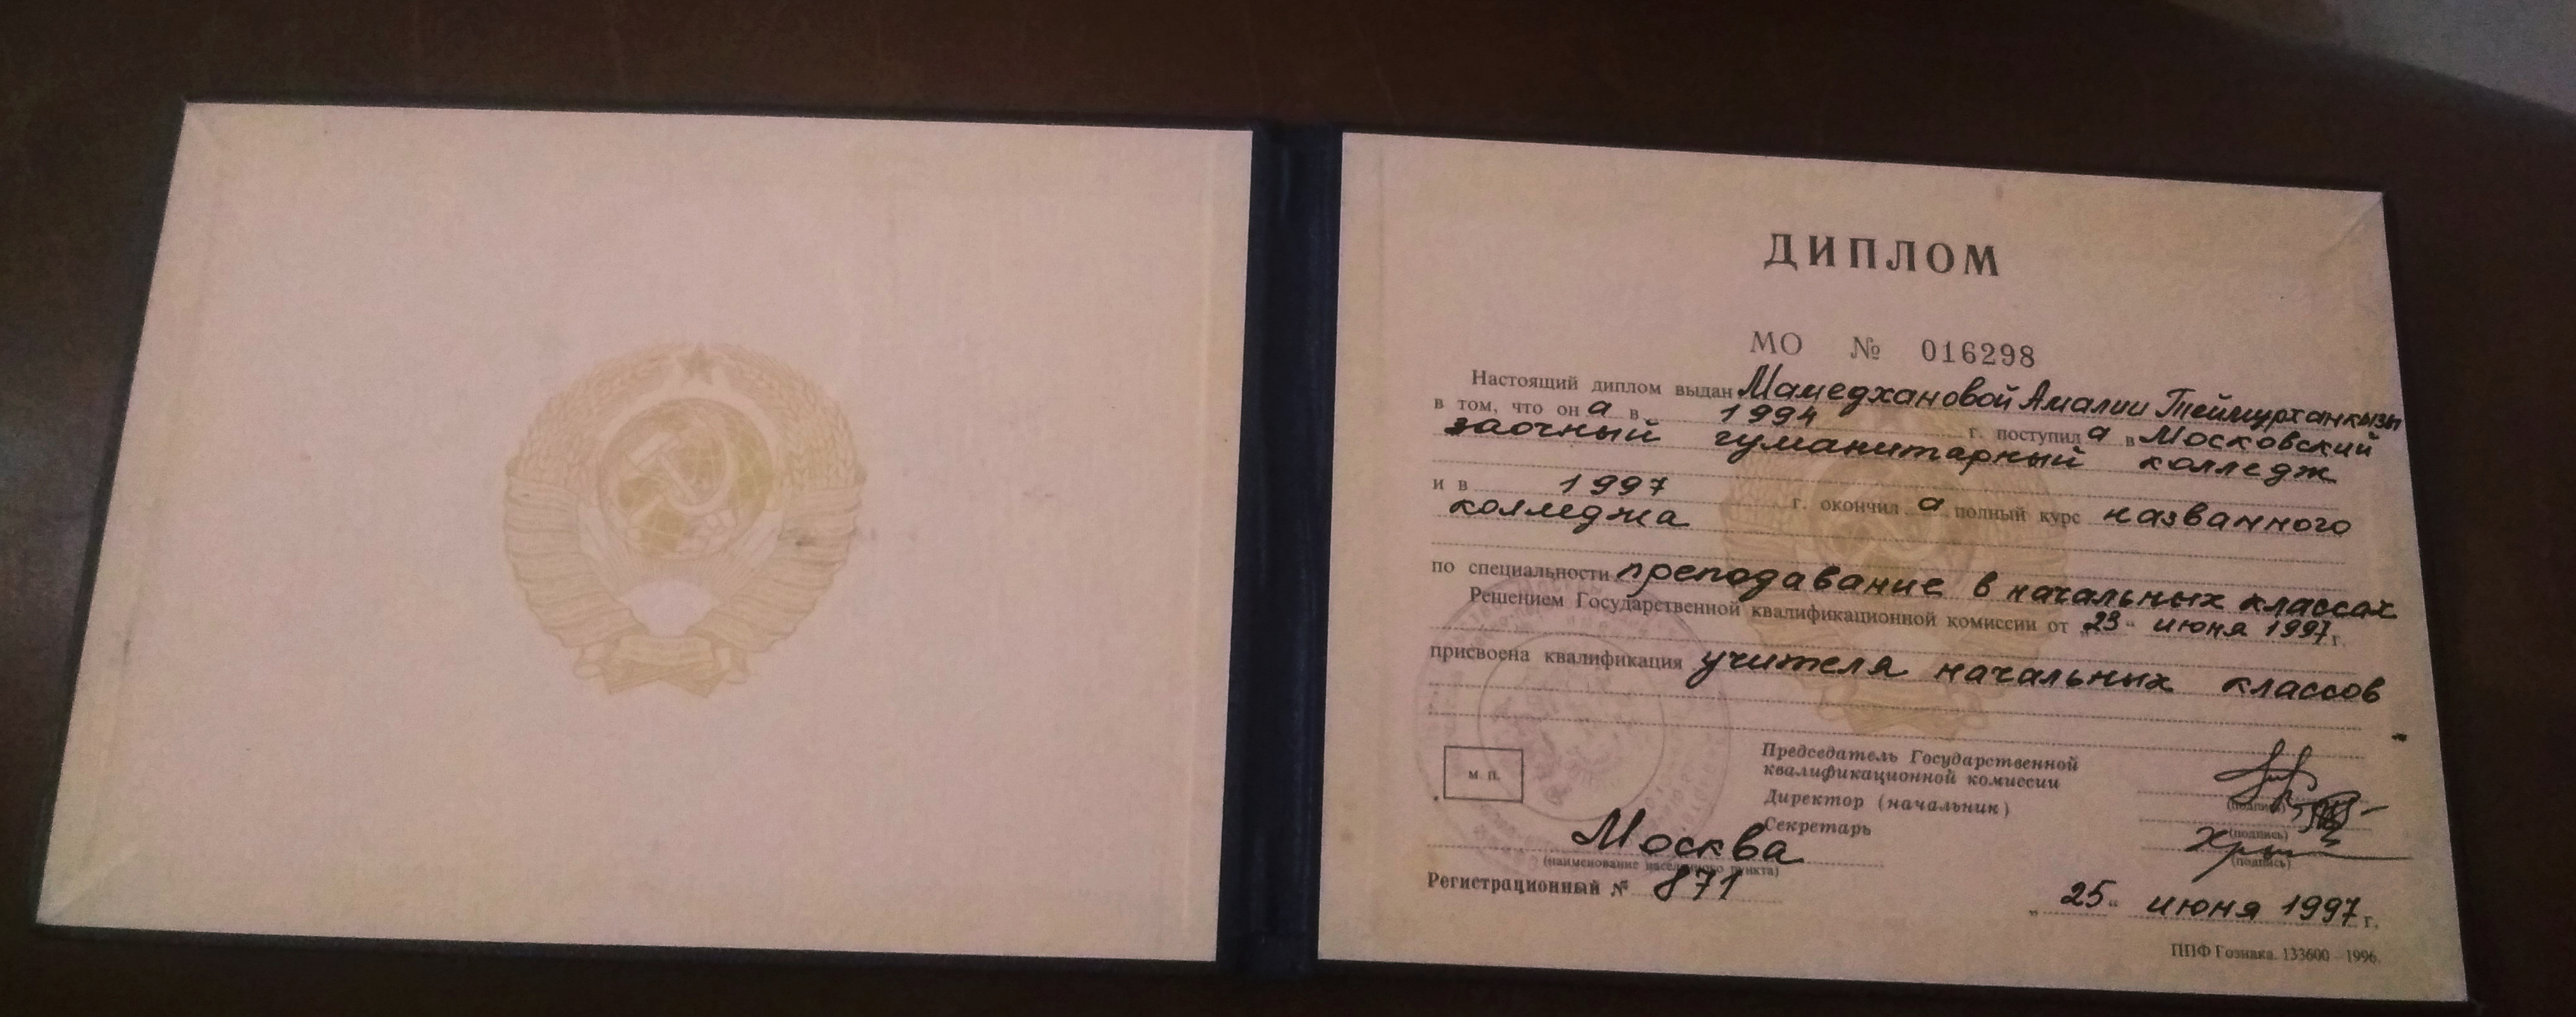 ДИПЛОМ
МО № 016298
Настоящий диплом выдан Мамедхановой Амалии Теймурханкызы
в том, что он а в 1994 г. поступил а в Московский
заочный гуманитарный колледж
и в 1997 г. окончил а полный курс названного
колледжа
по специальности преподавание в начальных классах
Решением Государственной квалификационной комиссии от „23“ июня 1997 г.
присвоена квалификация учителя начальных классов
Председатель Государственной
квалификационной комиссии
(подпись)
Директор (начальник)
(подпись)
Секретарь
(подпись)
м. п.
Москва
(наименование населенного пункта)
Регистрационный № 871
„25“ июня 1997 г.
ППФ Гознака. 133600—1996.